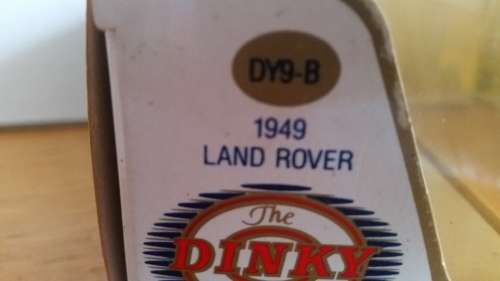 DY9-B
1949
LAND ROVER
The
DINKY